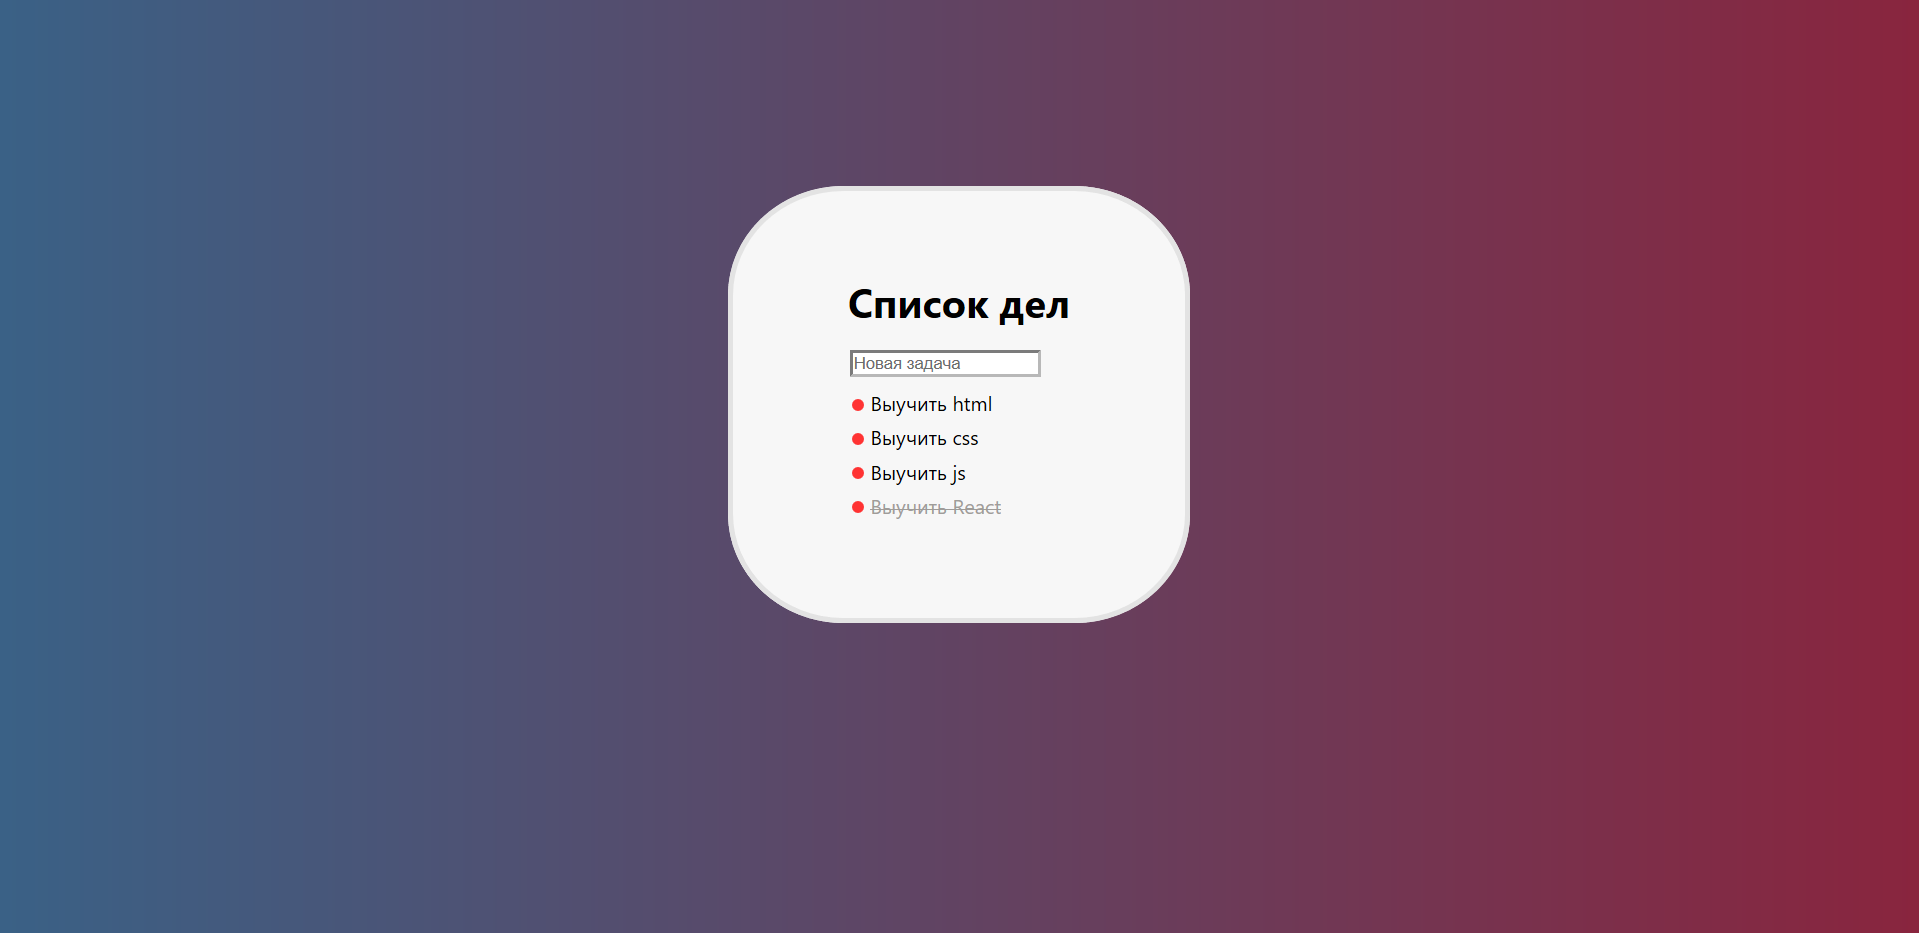 Список дел
Новая задача
Выучить html
Выучить css
Выучить js
Выучить React